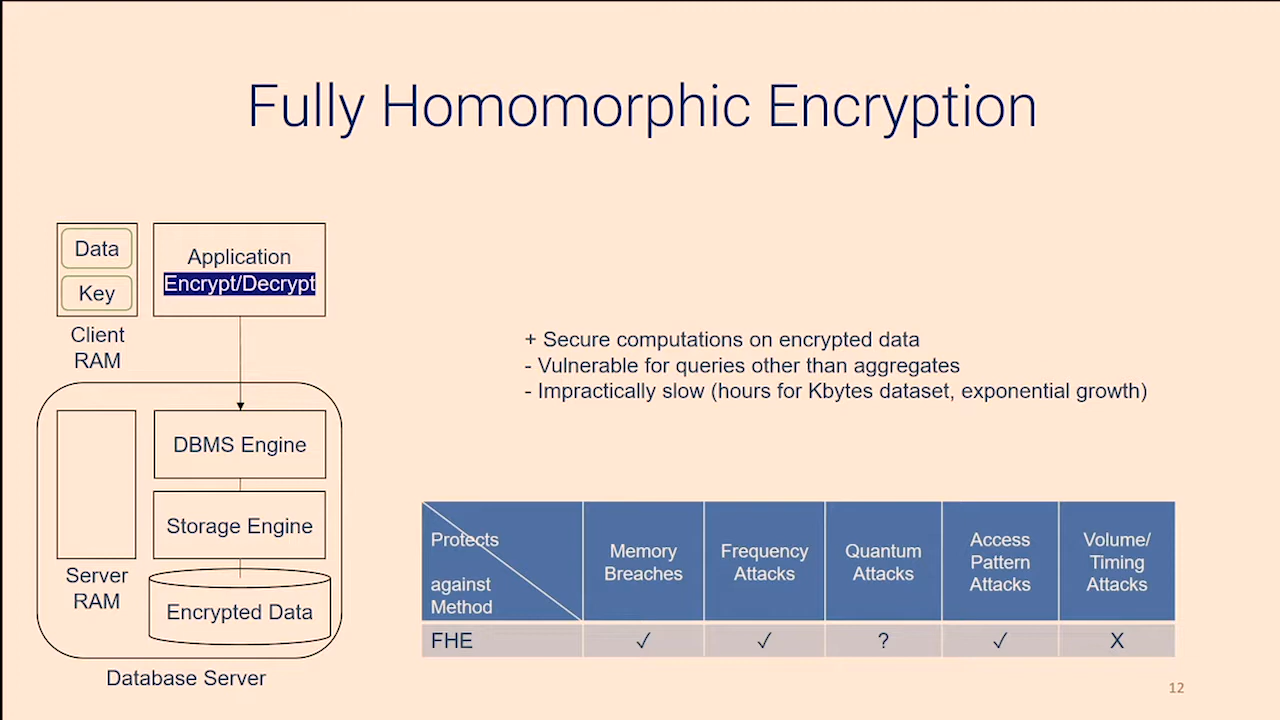 Fully Homomorphic Encryption
Data
Key
Client
RAM
Application
Encrypt/Decrypt
DBMS Engine
Storage Engine
Encrypted Data
Server
RAM
Database Server
+ Secure computations on encrypted data
- Vulnerable for queries other than aggregates
- Impractically slow (hours for Kbytes dataset, exponential growth)
Protects
against
Method
Memory
Breaches
Frequency
Attacks
Quantum
Attacks
Access
Pattern
Attacks
Volume/
Timing
Attacks
FHE ✓ ✓ ? ✓ X
12